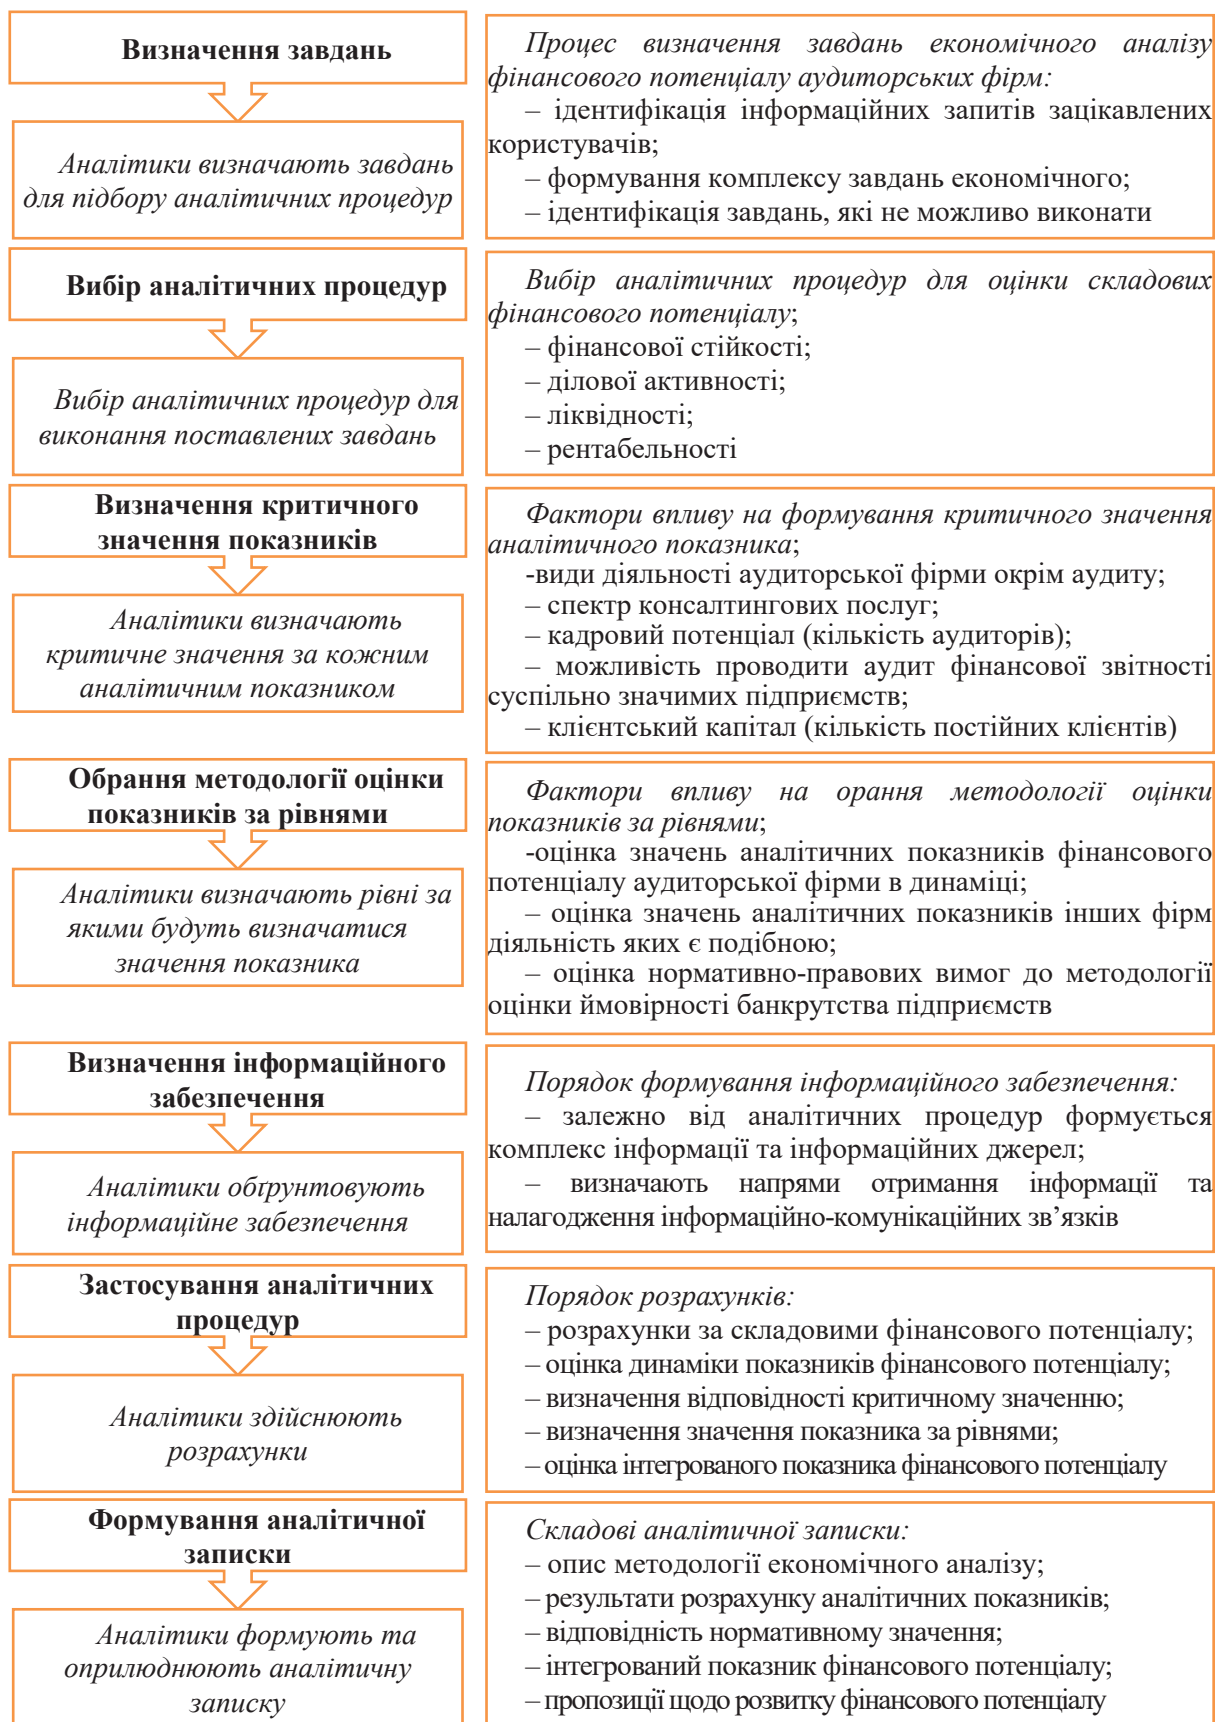 Визначення завдань
Аналітики визначають завдань
для підбору аналітичних процедур
Процес визначення завдань економічного аналізу
фінансового потенціалу аудиторських фірм:
– ідентифікація інформаційних запитів зацікавлених
користувачів;
– формування комплексу завдань економічного;
– ідентифікація завдань, які не можливо виконати
Вибір аналітичних процедур
Вибір аналітичних процедур для
виконання поставлених завдань
Вибір аналітичних процедур для оцінки складових
фінансового потенціалу;
– фінансової стійкості;
– ділової активності;
– ліквідності;
– рентабельності
Визначення критичного
значення показників
Аналітики визначають
критичне значення за кожним
аналітичним показником
Фактори впливу на формування критичного значення
аналітичного показника;
-види діяльності аудиторської фірми окрім аудиту;
– спектр консалтингових послуг;
– кадровий потенціал (кількість аудиторів);
– можливість проводити аудит фінансової звітності
суспільно значимих підприємств;
– клієнтський капітал (кількість постійних клієнтів)
Обрання методології оцінки
показників за рівнями
Аналітики визначають рівні за
якими будуть визначатися
значення показника
Фактори впливу на орання методології оцінки
показників за рівнями;
-оцінка значень аналітичних показників фінансового
потенціалу аудиторської фірми в динаміці;
– оцінка значень аналітичних показників інших фірм
діяльність яких є подібною;
– оцінка нормативно-правових вимог до методології
оцінки ймовірності банкрутства підприємств
Визначення інформаційного
забезпечення
Аналітики обґрунтовують
інформаційне забезпечення
Порядок формування інформаційного забезпечення:
– залежно від аналітичних процедур формується
комплекс інформації та інформаційних джерел;
– визначають напрями отримання інформації та
налагодження інформаційно-комунікаційних зв’язків
Застосування аналітичних
процедур
Аналітики здійснюють
розрахунки
Порядок розрахунків:
– розрахунки за складовими фінансового потенціалу;
– оцінка динаміки показників фінансового потенціалу;
– визначення відповідності критичному значенню;
– визначення значення показника за рівнями;
– оцінка інтегрованого показника фінансового потенціалу
Формування аналітичної
записки
Аналітики формують та
оприлюднюють аналітичну
записку
Складові аналітичної записки:
– опис методології економічного аналізу;
– результати розрахунку аналітичних показників;
– відповідність нормативному значення;
– інтегрований показник фінансового потенціалу;
– пропозиції щодо розвитку фінансового потенціалу